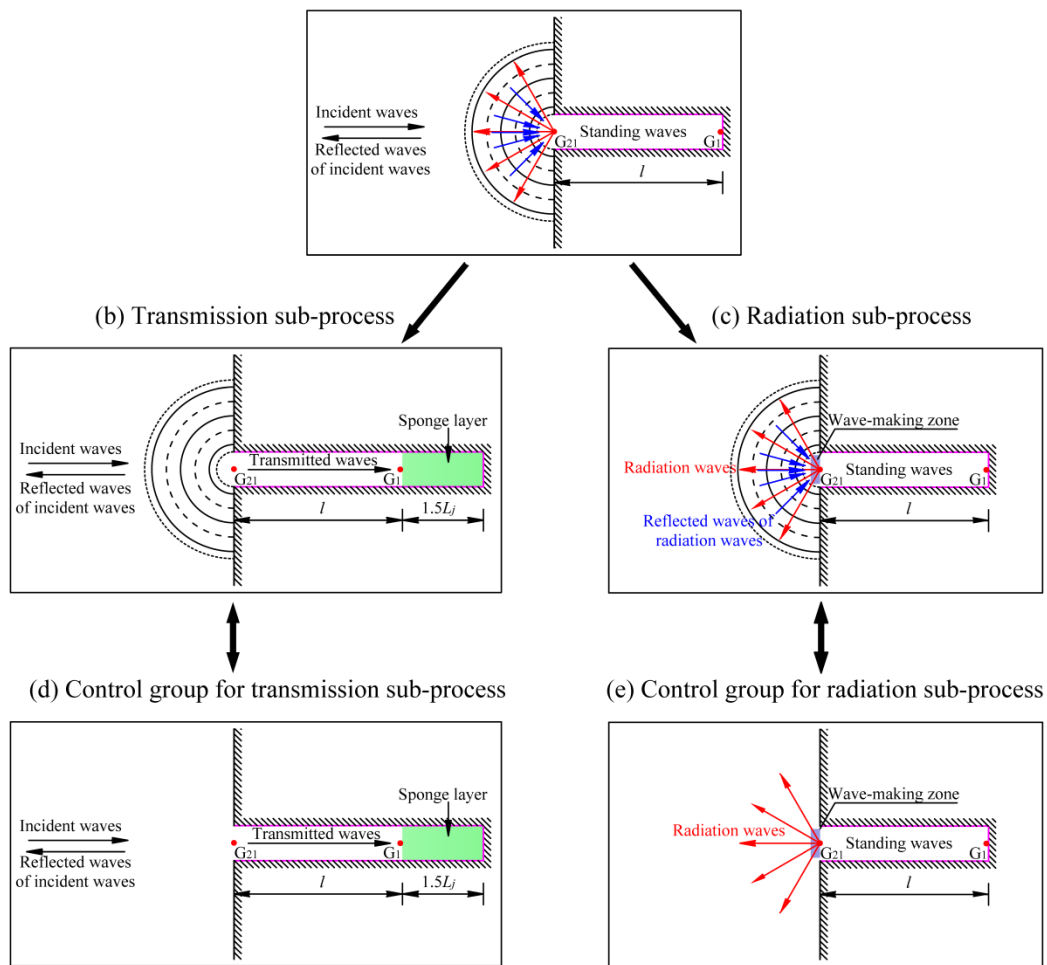 Incident waves
Reflected waves
of incident waves
G21
Standing waves
G1
l
(b) Transmission sub-process
(c) Radiation sub-process
Sponge layer
Incident waves
Reflected waves
of incident waves
Transmitted waves
G21
G1
l
1.5Lj
Wave-making zone
Radiation waves
Standing waves
G21
G1
Reflected waves of
radiation waves
l
(d) Control group for transmission sub-process
(e) Control group for radiation sub-process
Sponge layer
Incident waves
Reflected waves
of incident waves
Transmitted waves
G21
G1
l
1.5Lj
Wave-making zone
Radiation waves
Standing waves
G21
G1
l